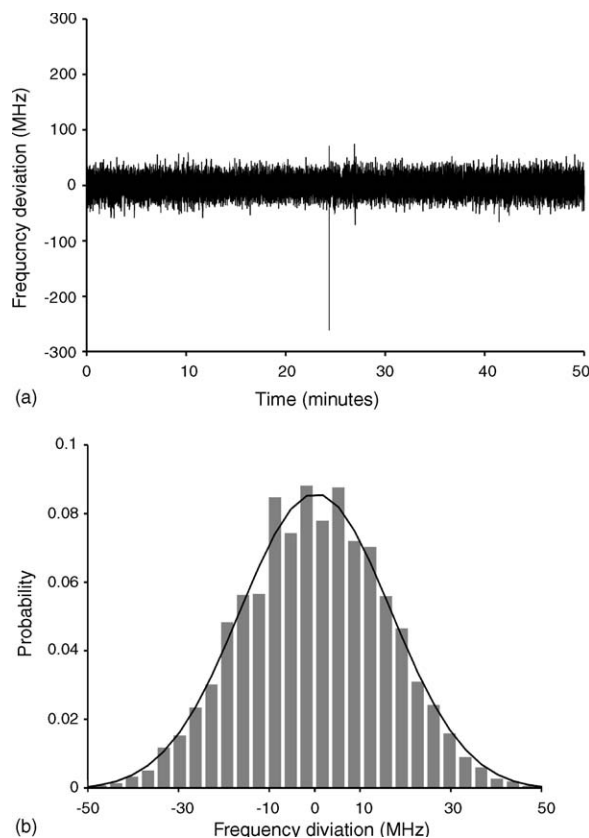 300
200
100
0
-100
-200
-300
Frequcncy deviation (MHz)
0 10 20 30 40 50
(a) Time (minutes)
0.1
0.08
0.06
0.04
0.02
0
Probability
-50 -30 -10 0 10 30 50
(b) Frequency diviation (MHz)